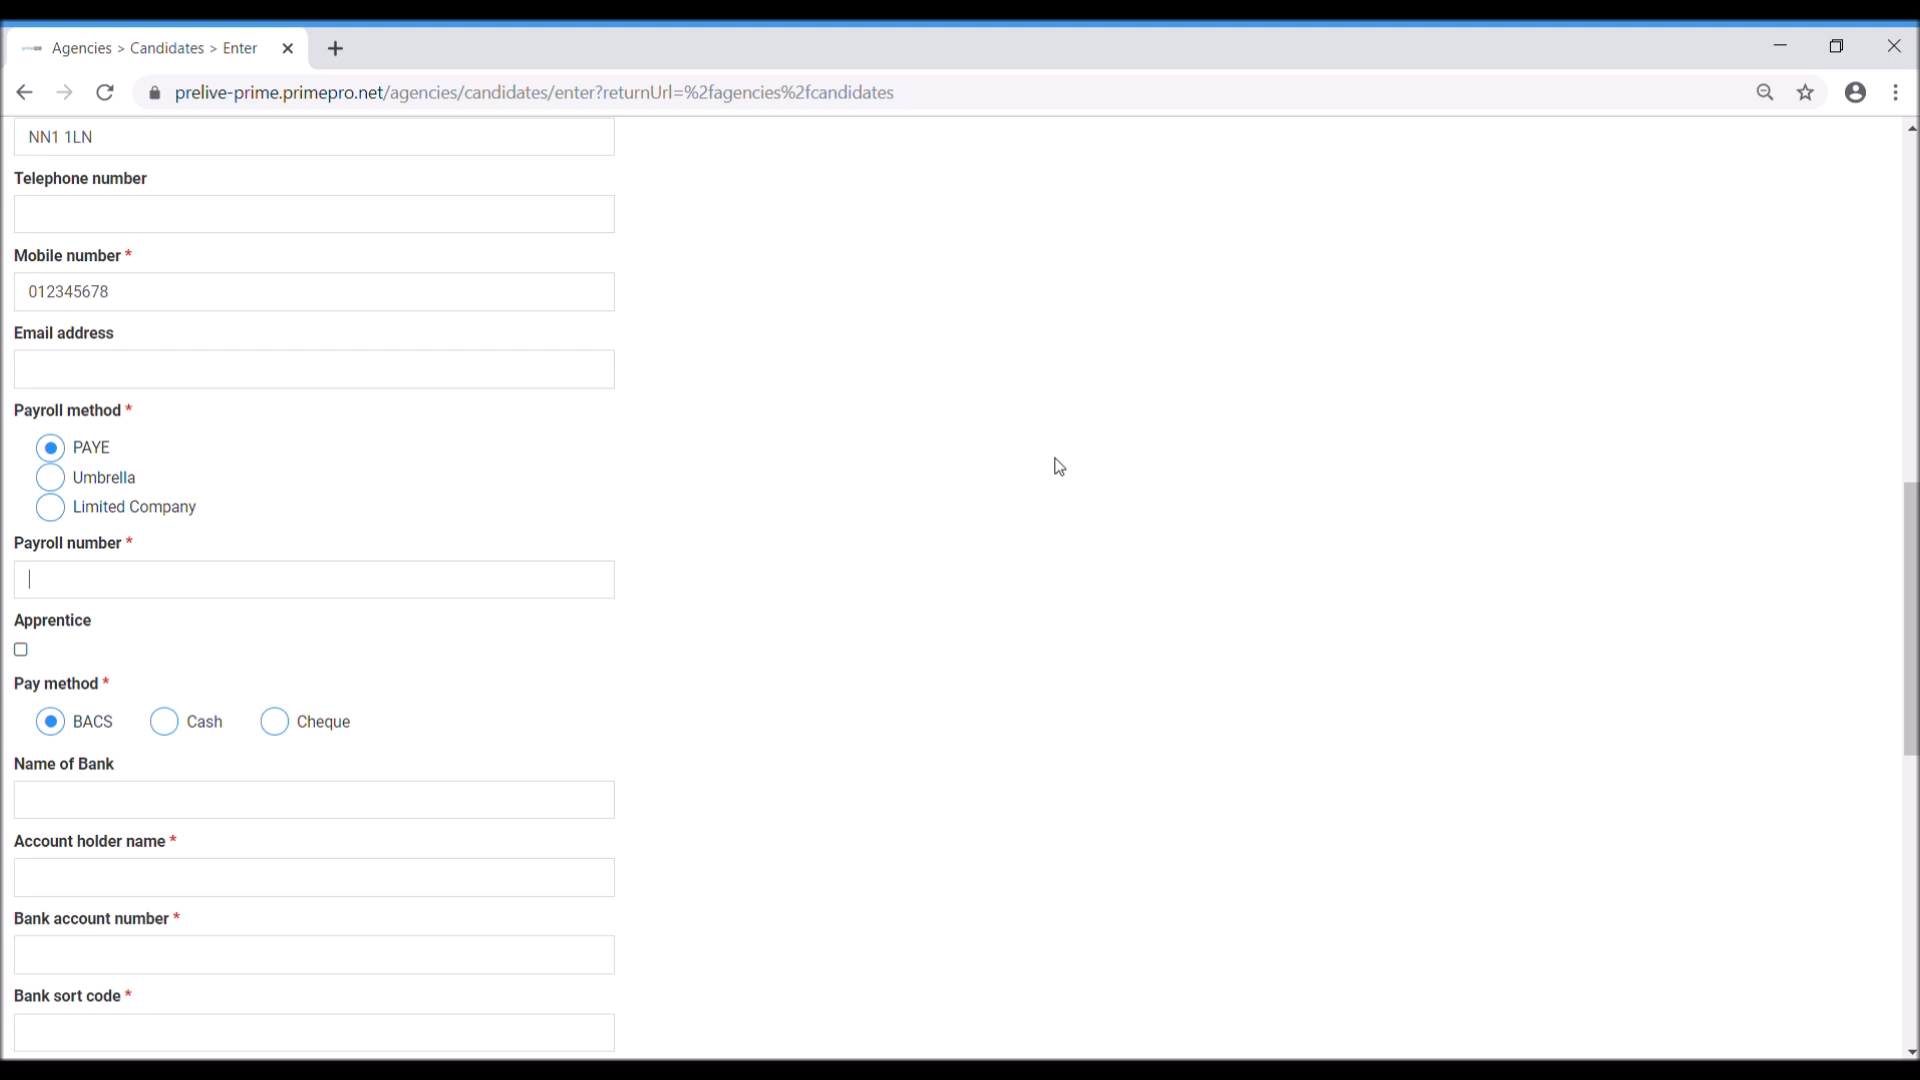 Agencies > Candidates > Enter
prelive-prime.primepro.net/agencies/candidates/enter?returnUrl=%2fagencies%2fcandidates
NN1 1LN
Telephone number
Mobile number *
012345678
Email address
Payroll method *
PAYE
Umbrella
Limited Company
Payroll number *
Apprentice
Pay method *
BACS Cash Cheque
Name of Bank
Account holder name *
Bank account number *
Bank sort code *